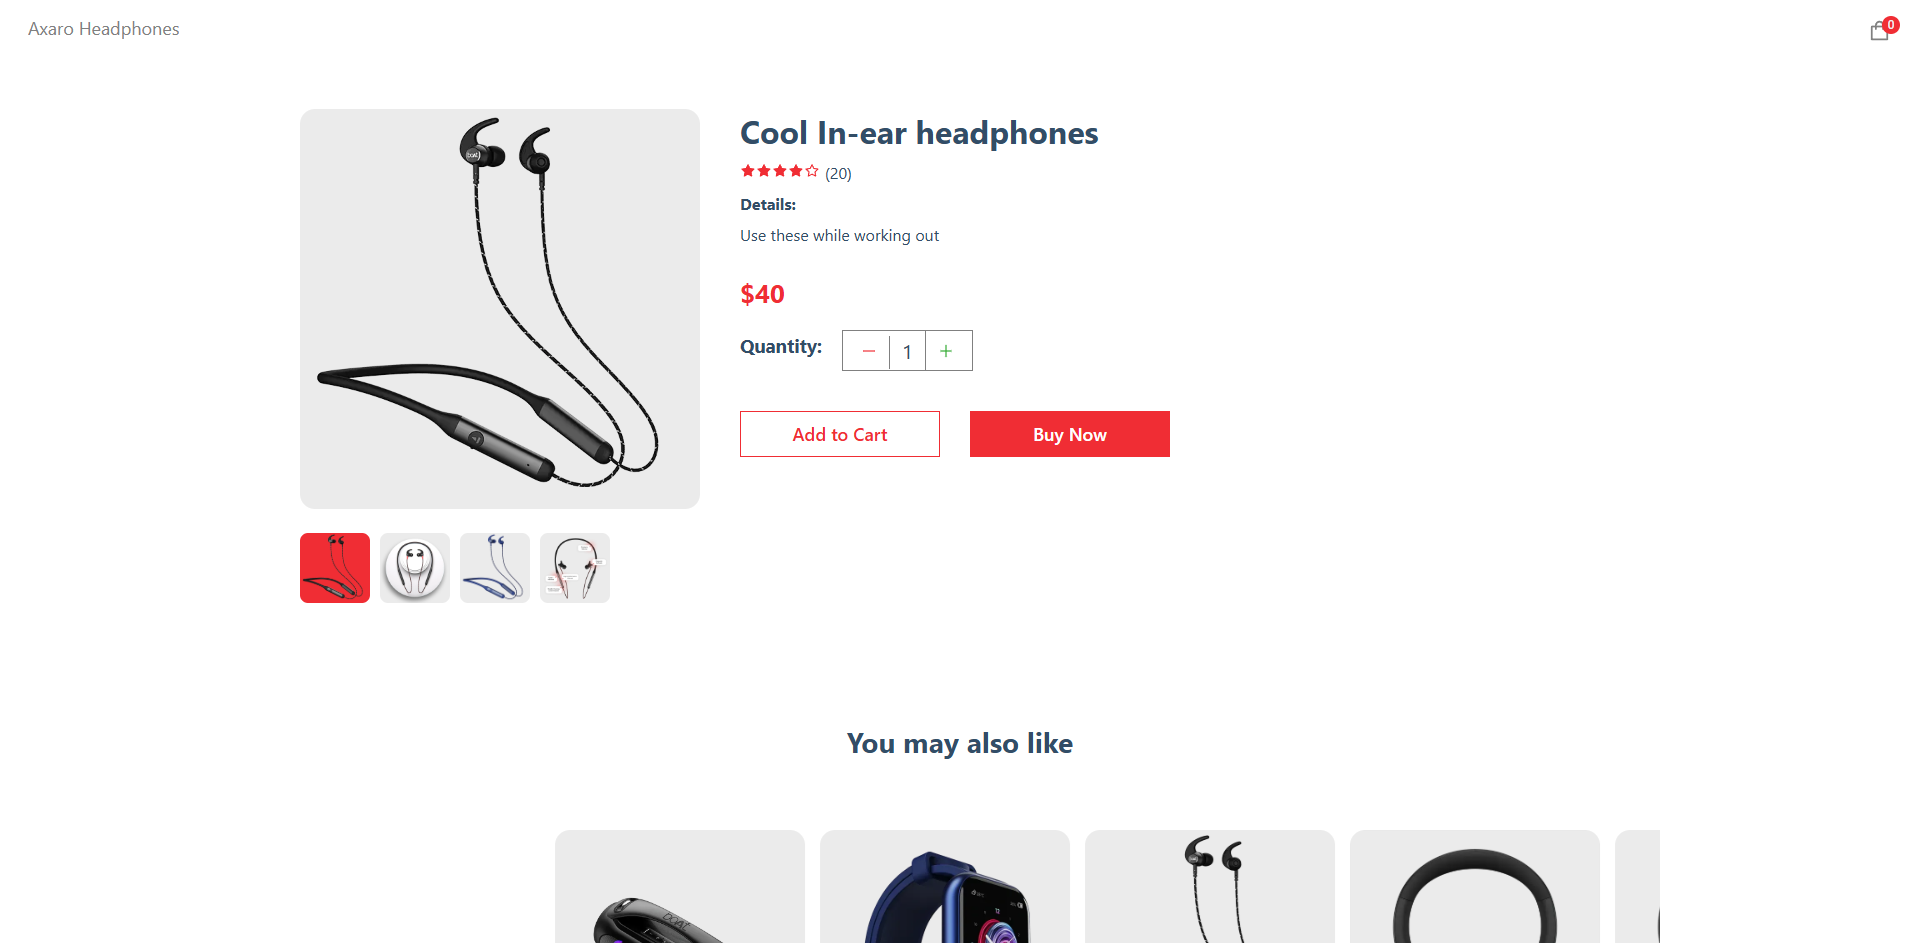 Axaro Headphones
0
Cool In-ear headphones
(20)
Details:
Use these while working out
$40
Quantity:
− 1 +
Add to Cart
Buy Now
You may also like